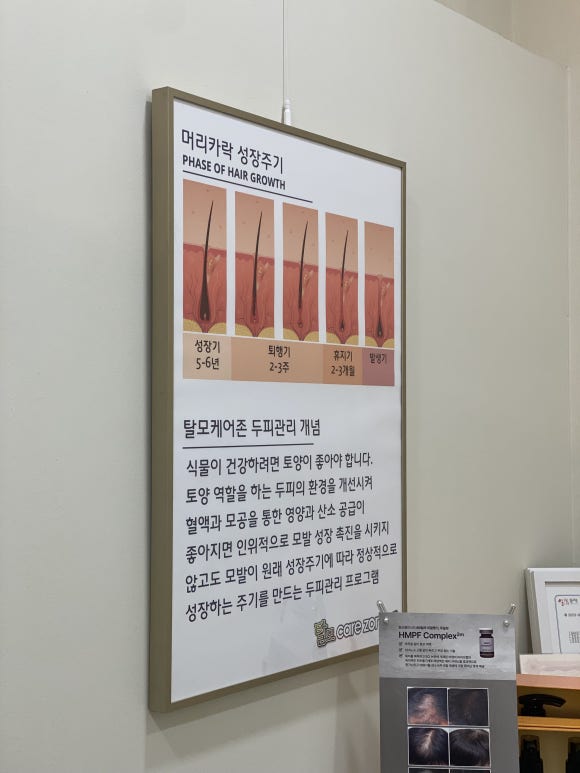 머리카락 성장주기
PHASE OF HAIR GROWTH
성장기
5-6년
퇴행기
2-3주
휴지기
2-3개월
발생기
탈모케어존 두피관리 개념
식물이 건강하려면 토양이 좋아야 합니다.
토양 역할을 하는 두피의 환경을 개선시켜
혈액과 모공을 통한 영양과 산소 공급이
좋아지면 인위적으로 모발 성장 촉진을 시키지
않고도 모발이 원래 성장주기에 따라 정상적으로
성장하는 주기를 만드는 두피관리 프로그램
care zon
HMPF Complex